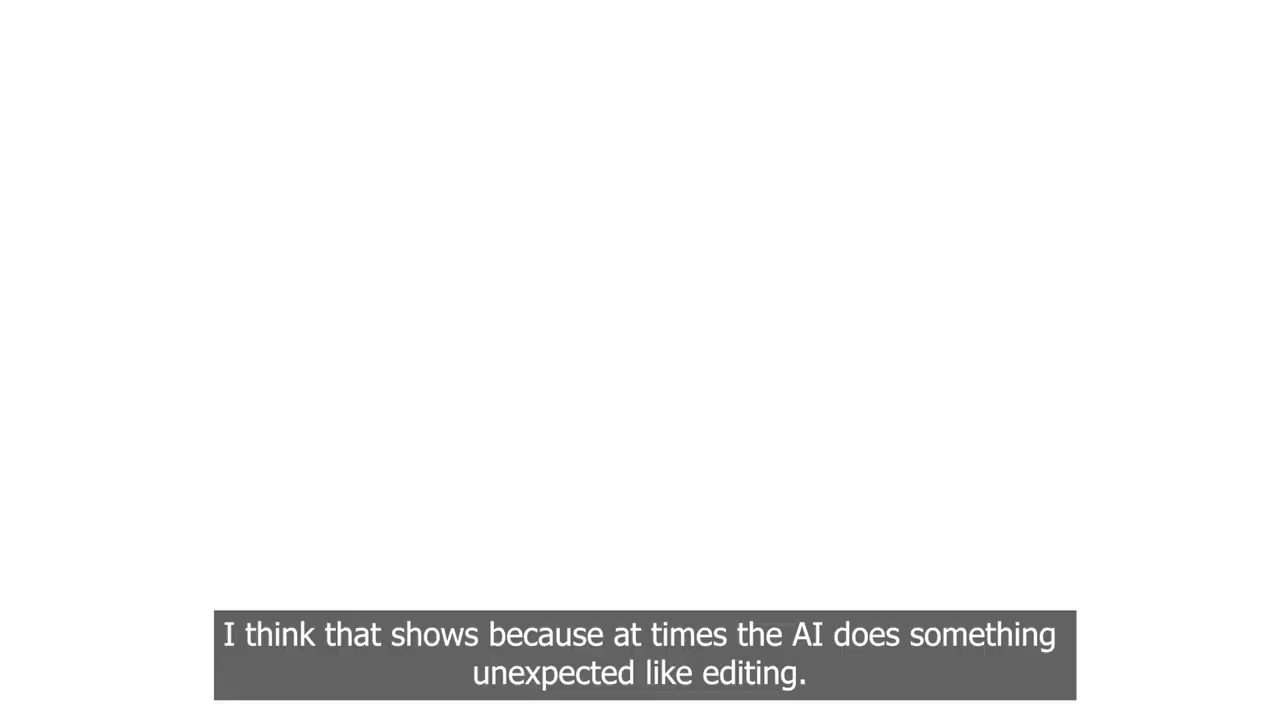 I think that shows because at times the AI does something
unexpected like editing.